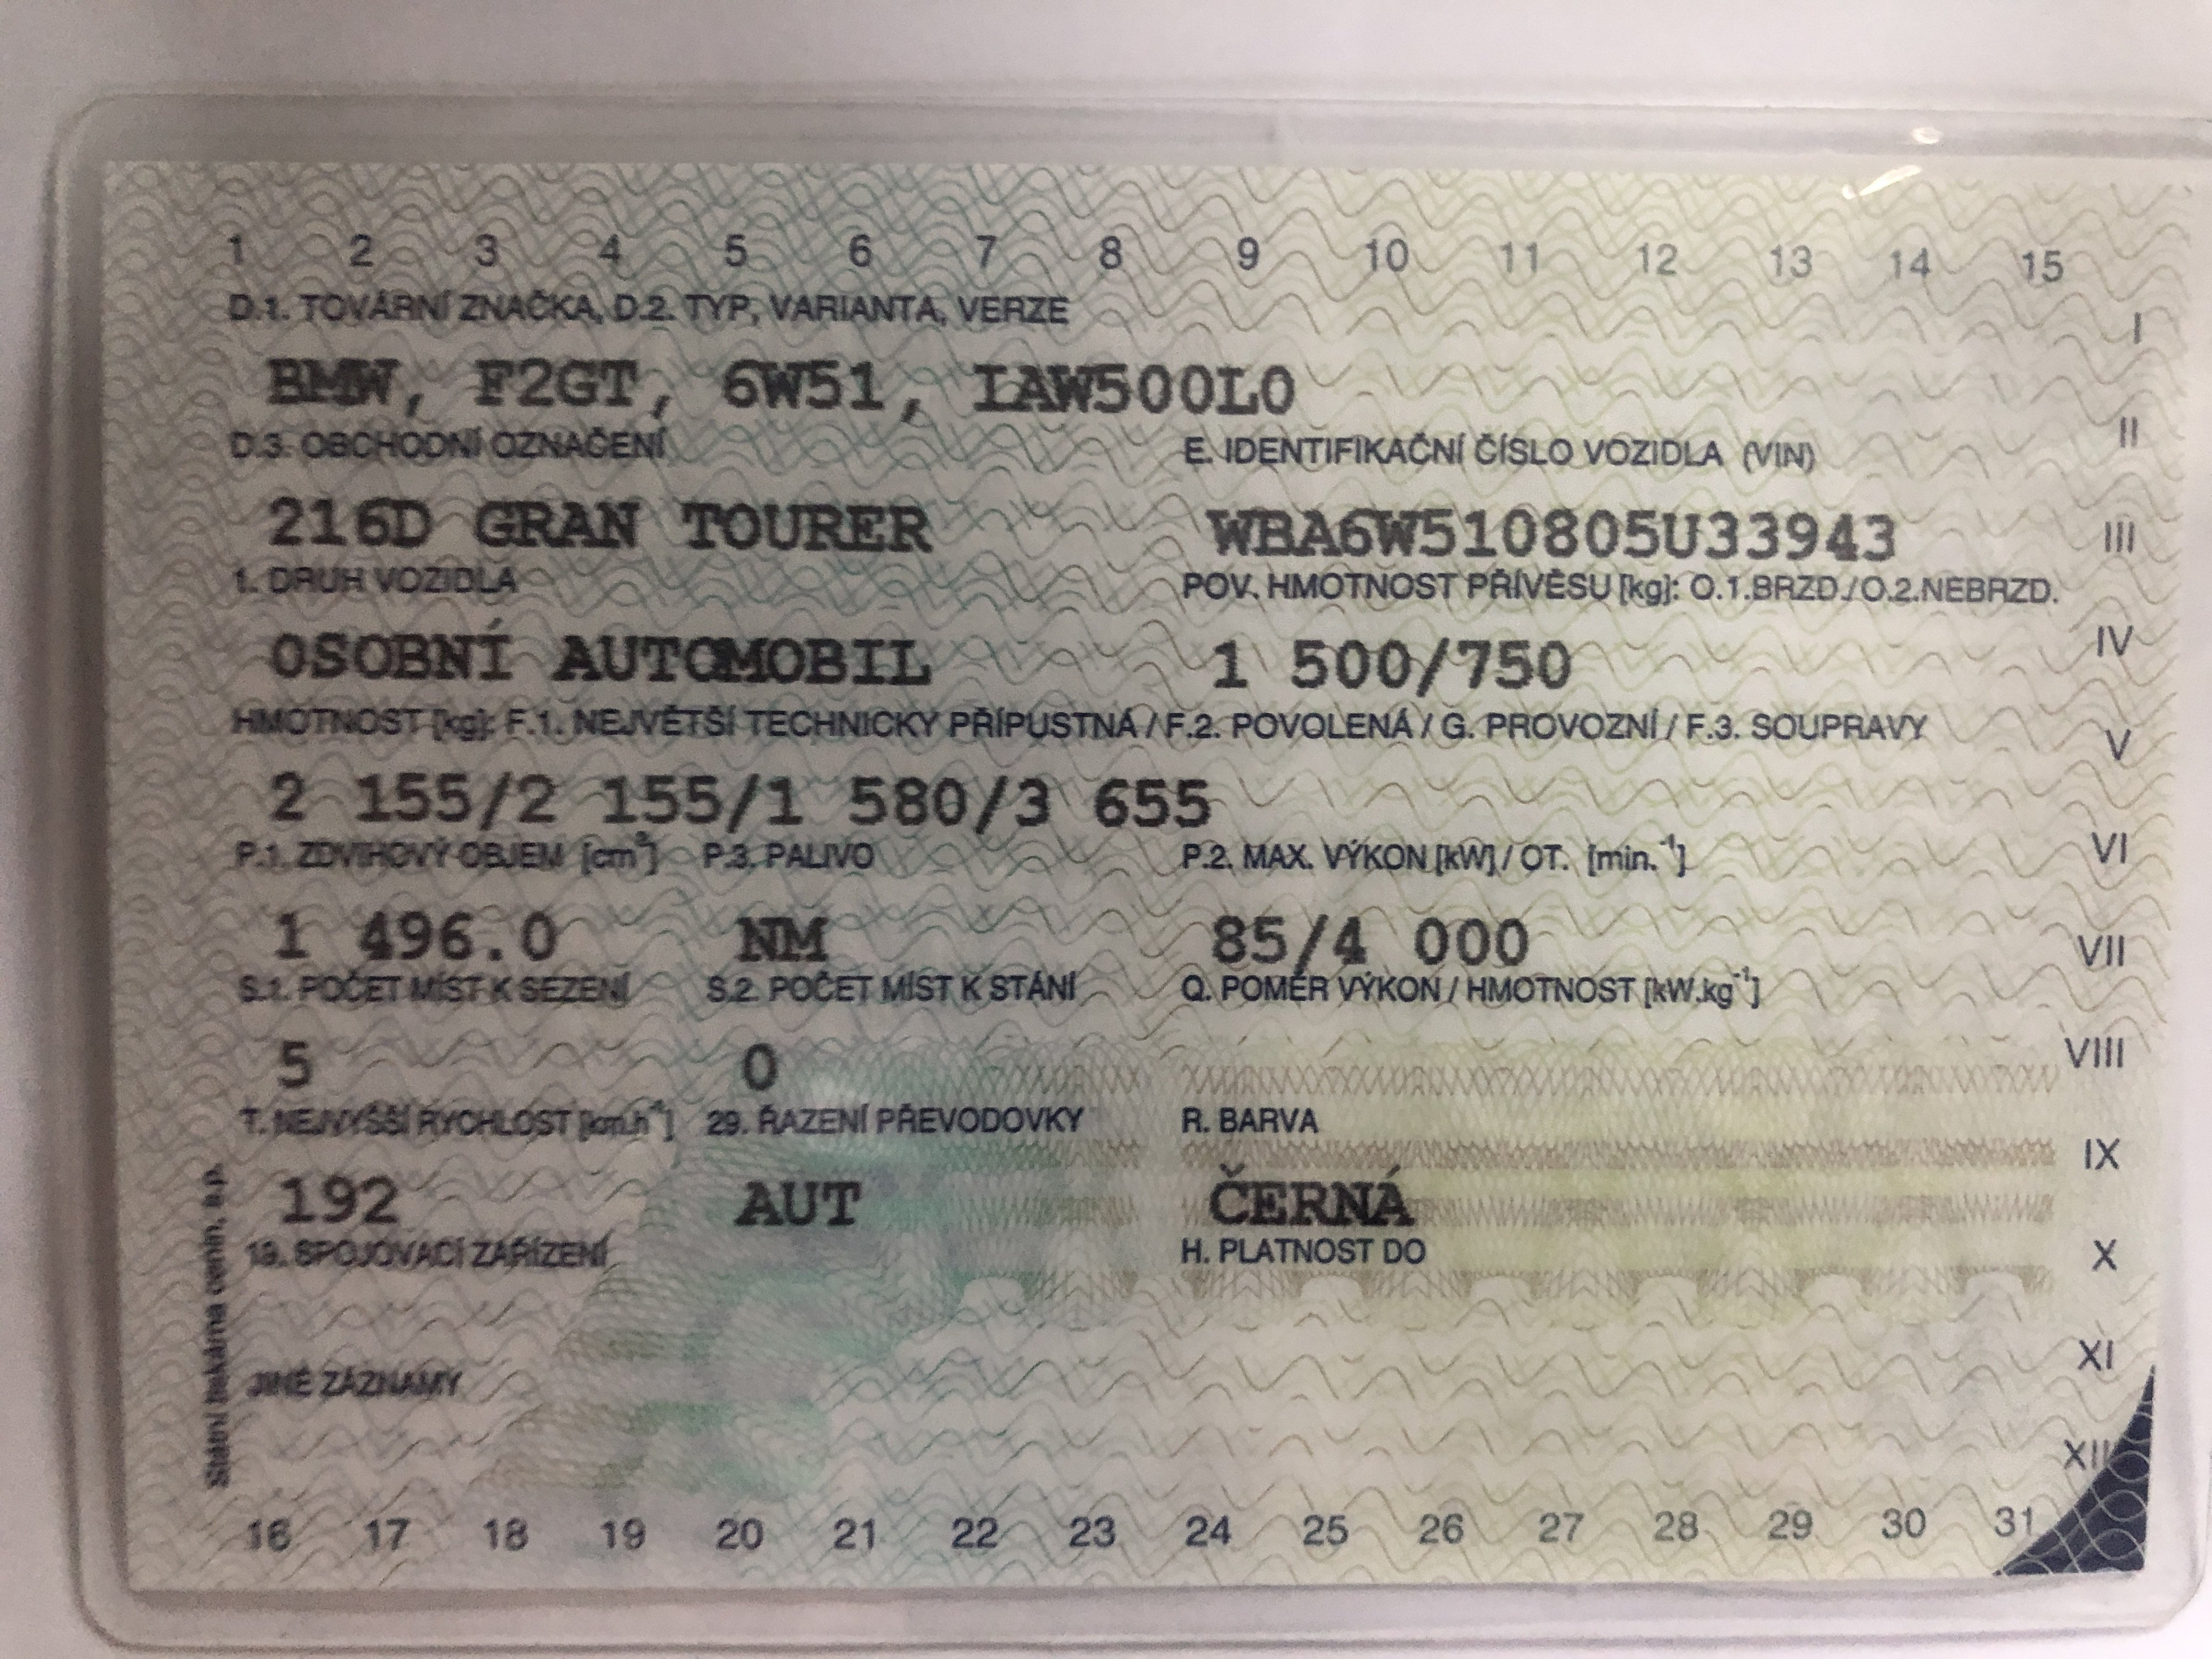 1 2 3 4 5 6 7 8 9 10 11 12 13 14 15
D.1. TOVÁRNÍ ZNAČKA, D.2. TYP, VARIANTA, VERZE
I
BMW, F2GT, 6W51, IAW500L0
II
D.3. OBCHODNÍ OZNAČENÍ E. IDENTIFIKAČNÍ ČÍSLO VOZIDLA (VIN)
216D GRAN TOURER WBA6W510805U33943
III
1. DRUH VOZIDLA POV. HMOTNOST PŘÍVĚSU [kg]: O.1.BRZD./O.2.NEBRZD.
OSOBNÍ AUTOMOBIL 1 500/750
IV
HMOTNOST [kg]: F.1. NEJVĚTŠÍ TECHNICKY PŘÍPUSTNÁ / F.2. POVOLENÁ / G. PROVOZNÍ / F.3. SOUPRAVY
V
2 155/2 155/1 580/3 655
P.1. ZDVIHOVÝ OBJEM [cm³] P.3. PALIVO P.2. MAX. VÝKON [kW] / OT. [min.⁻¹]
VI
1 496.0 NM 85/4 000
VII
S.1. POČET MÍST K SEZENÍ S.2. POČET MÍST K STÁNÍ Q. POMĚR VÝKON / HMOTNOST [kW.kg⁻¹]
5 0
VIII
T. NEJVYŠŠÍ RYCHLOST [km.h⁻¹] 29. ŘAZENÍ PŘEVODOVKY R. BARVA
IX
192 AUT ČERNÁ
19. SPOJOVACÍ ZAŘÍZENÍ H. PLATNOST DO
X
XI
JINÉ ZÁZNAMY
XII
Státní tiskárna cenin, s.p.
16 17 18 19 20 21 22 23 24 25 26 27 28 29 30 31